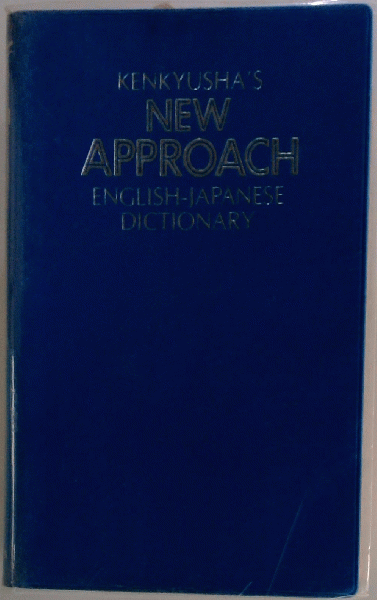 KENKYUSHA'S
NEW
APPROACH
ENGLISH-JAPANESE
DICTIONARY